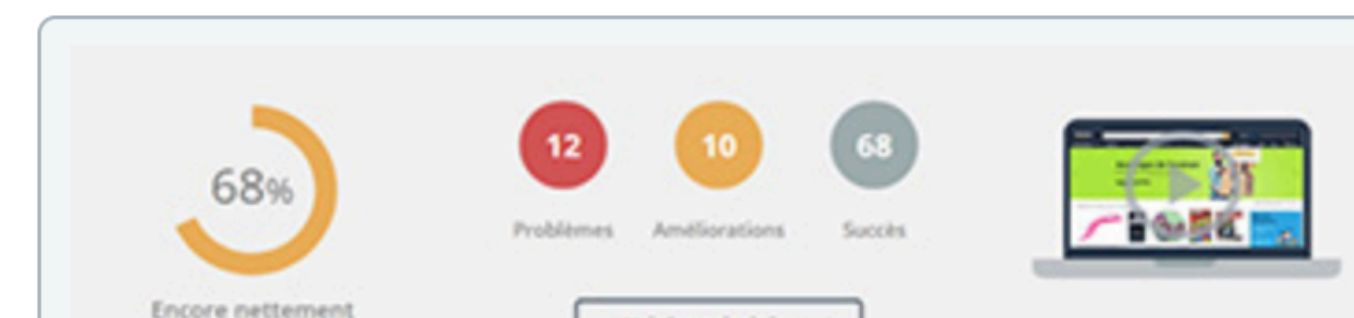 68%
12
10
68
Problèmes
Améliorations
Succès
Encore nettement